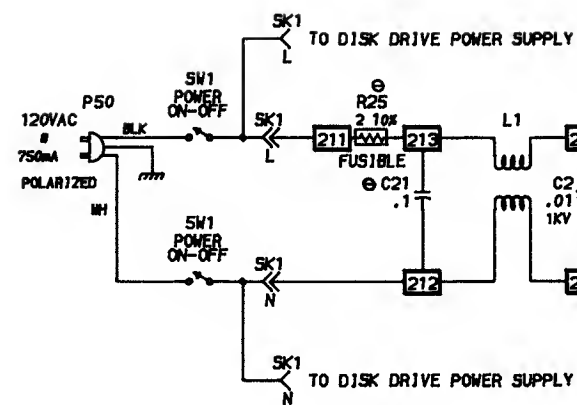 SK1
TO DISK DRIVE POWER SUPPLY
L
SW1
POWER
ON-OFF
P50
120VAC
@
750mA
POLARIZED
BLK
WH
SK1
L
211
R25
2 10%
FUSIBLE
213
L1
C21
.1
C2
.01
1KV
2
SW1
POWER
ON-OFF
SK1
N
212
2
SK1
TO DISK DRIVE POWER SUPPLY
N